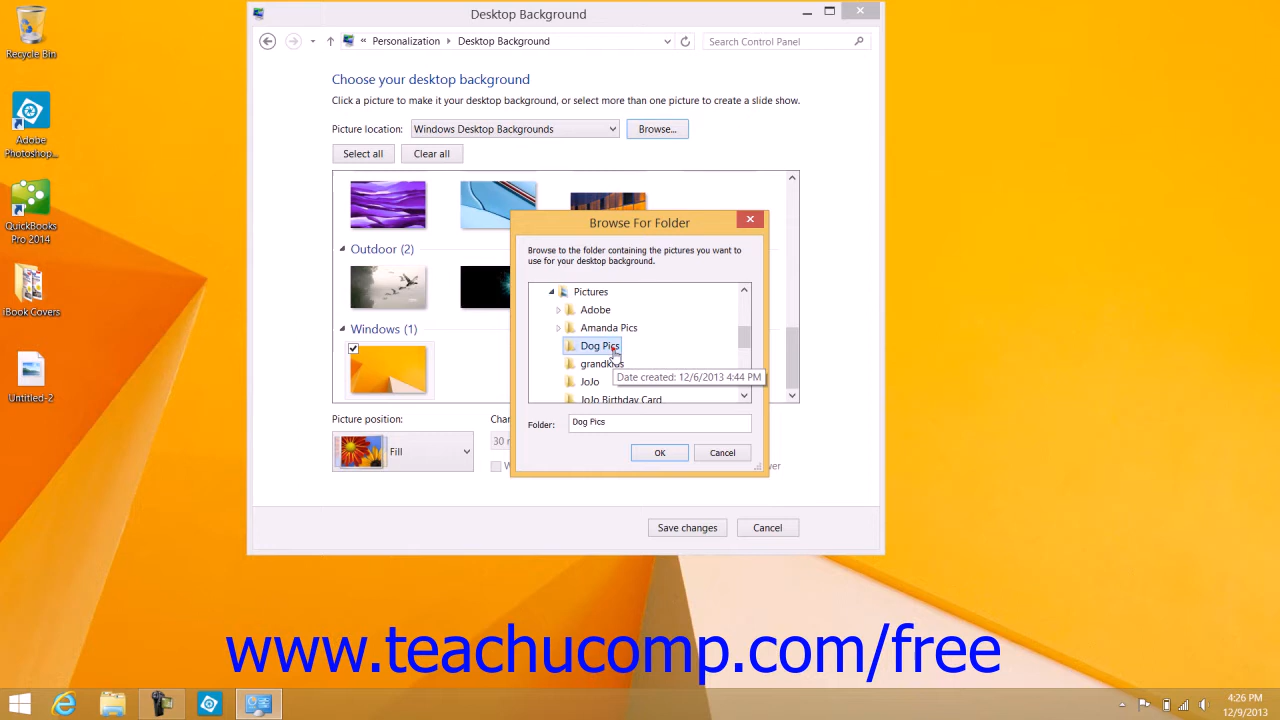 Recycle Bin
Adobe
Photoshop...
QuickBooks
Pro 2014
iBook Covers
Untitled-2
Desktop Background
« Personalization Desktop Background
Search Control Panel
Choose your desktop background
Click a picture to make it your desktop background, or select more than one picture to create a slide show.
Picture location: Windows Desktop Backgrounds Browse...
Select all Clear all
Outdoor (2)
Windows (1)
Picture position:
Fill
30
Browse For Folder
Browse to the folder containing the pictures you want to
use for your desktop background.
Pictures
Adobe
Amanda Pics
Dog Pics
grandkids
JoJo
Date created: 12/6/2013 4:44 PM
JoJo Birthday Card
Folder: Dog Pics
OK Cancel
Save changes Cancel
www.teachucomp.com/free
4:26 PM
12/9/2013